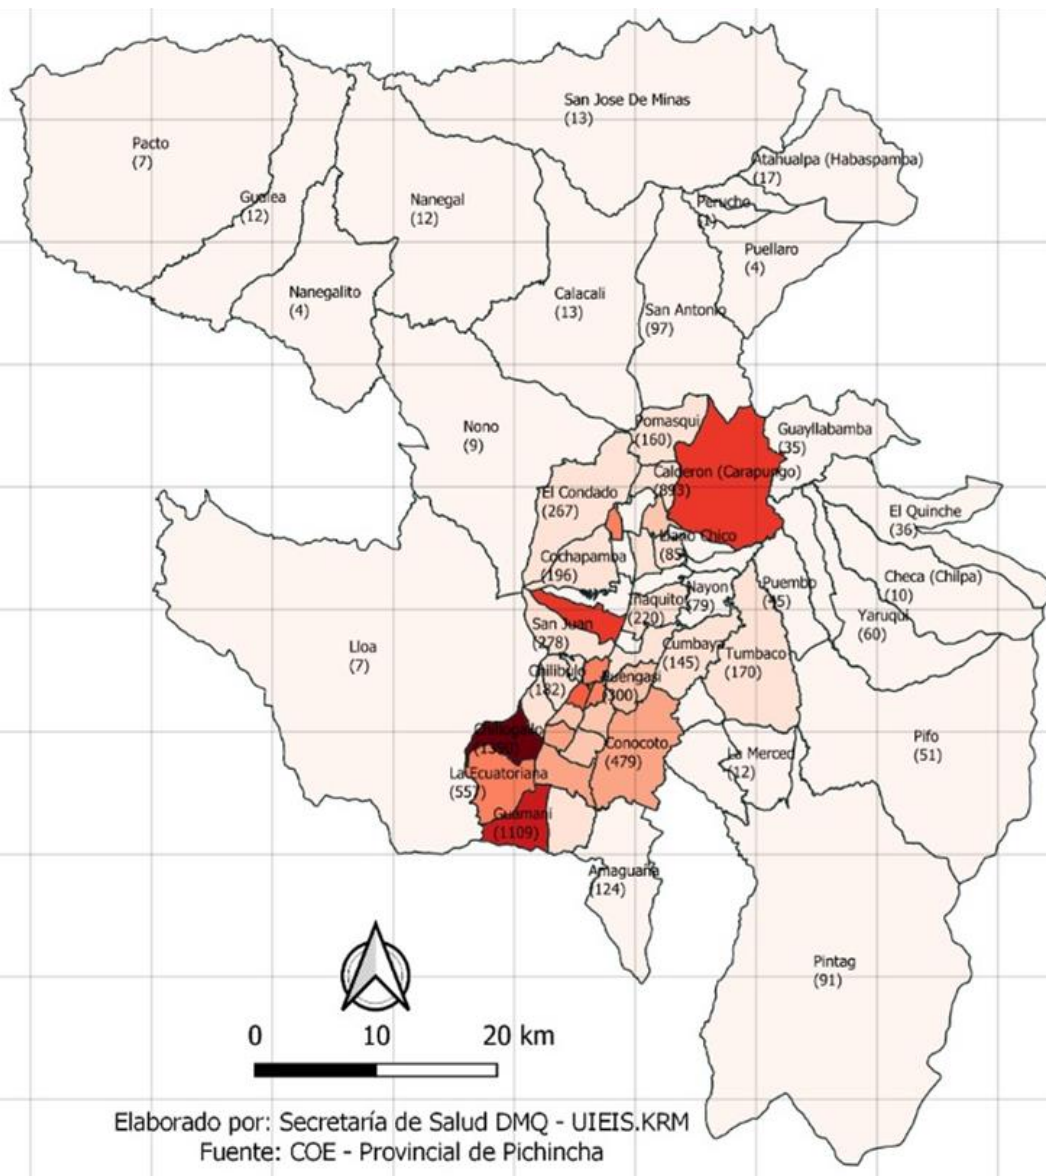 San Jose De Minas
(13)
Pacto
(7)
Atahualpa (Habaspamba)
(17)
Gualea
(12)
Nanegal
(12)
Perucho
(1)
Puellaro
(4)
Nanegalito
(4)
Calacali
(13)
San Antonio
(97)
Nono
(9)
Pomasqui
(160)
Guayllabamba
(35)
Calderon (Carapungo)
(893)
El Condado
(267)
El Quinche
(36)
Llano Chico
(85)
Cochapamba
(196)
Nayon
(79)
Puembo
(45)
Checa (Chilpa)
(10)
Iñaquito
(220)
Yaruqui
(60)
San Juan
(278)
Lloa
(7)
Cumbaya
(145)
Tumbaco
(170)
Chilibulo
(182)
Puengasi
(300)
Chillogallo
Conocoto
(479)
Pifo
(51)
La Merced
(12)
La Ecuatoriana
(557)
Guamani
(1109)
Amaguaña
(124)
Pintag
(91)
0 10 20 km
Elaborado por: Secretaría de Salud DMQ - UIEIS.KRM
Fuente: COE - Provincial de Pichincha